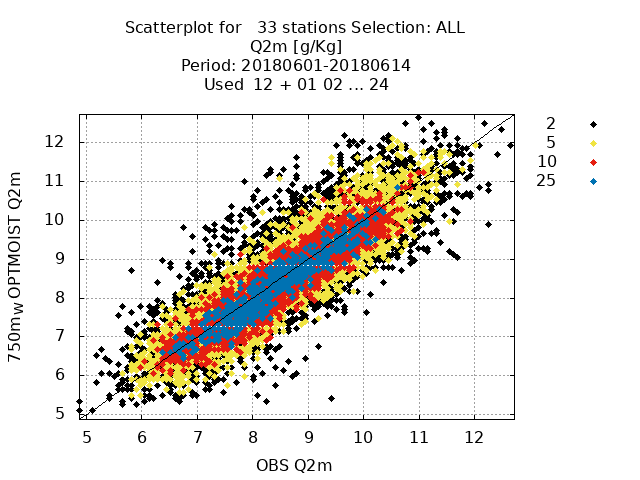 Scatterplot for 33 stations Selection: ALL
Q2m [g/Kg]
Period: 20180601-20180614
Used 12 + 01 02 ... 24
2
5
10
25
750mWOPTMOIST Q2m
12
11
10
9
8
7
6
5
5 6 7 8 9 10 11 12
OBS Q2m